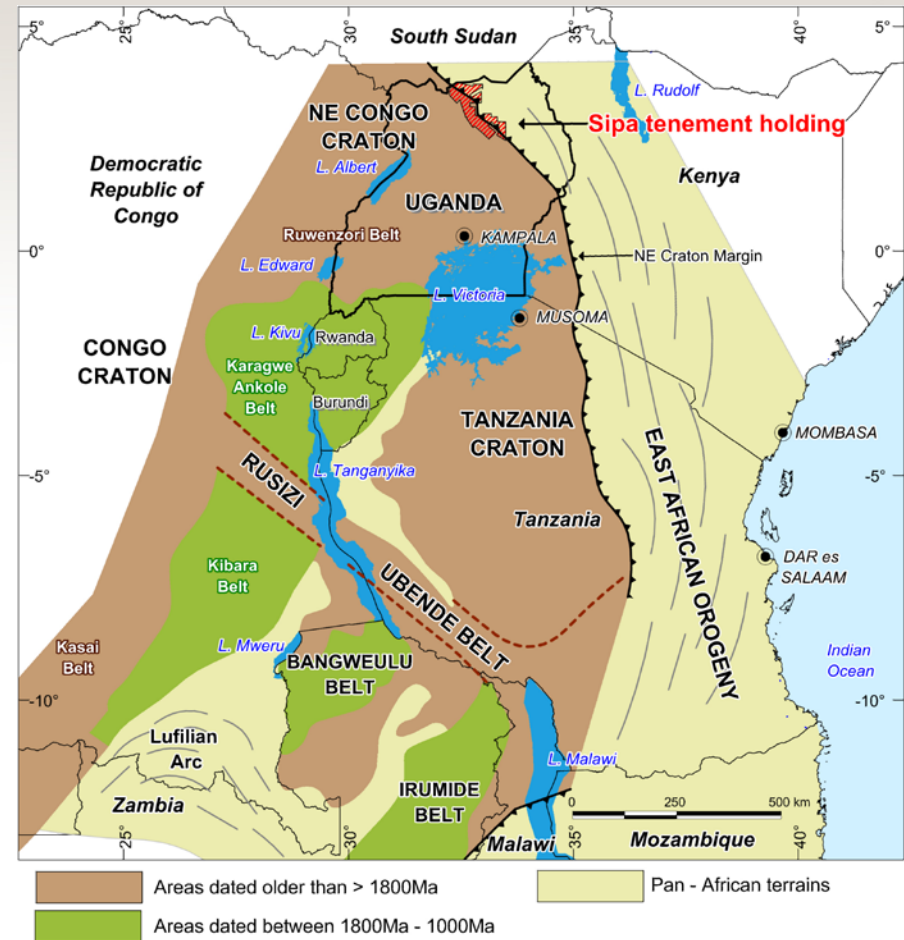 25°
30°
35°
40°
5°
5°
South Sudan
L. Rudolf
NE CONGO
CRATON
Sipa tenement holding
Democratic
Republic of
Congo
L. Albert
Kenya
UGANDA
Ruwenzori Belt
KAMPALA
0°
0°
L. Edward
NE Craton Margin
L. Victoria
MUSOMA
L. Kivu
Rwanda
CONGO
CRATON
Karagwe
Ankole
Belt
Burundi
TANZANIA
CRATON
MOMBASA
RUSIZI
L. Tanganyika
-5°
-5°
EAST AFRICAN OROGENY
Tanzania
DAR es
SALAAM
Kibara
Belt
UBENDE BELT
L. Mweru
Kasai
Belt
BANGWEULU
BELT
Indian
Ocean
-10°
-10°
Lufilian
Arc
L. Malawi
Zambia
IRUMIDE
BELT
0 250 500 km
Malawi
Mozambique
25°
30°
35°
40°
Areas dated older than > 1800Ma
Pan - African terrains
Areas dated between 1800Ma - 1000Ma